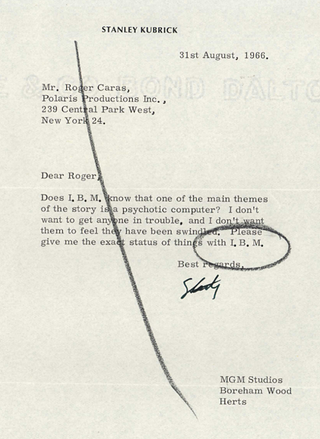 STANLEY KUBRICK
31st August, 1966.
Mr. Roger Caras,
Polaris Productions Inc.,
239 Central Park West,
New York 24.
Dear Roger,
Does I. B. M. know that one of the main themes
of the story is a psychotic computer? I don't
want to get anyone in trouble, and I don't want
them to feel they have been swindled. Please
give me the exact status of things with I. B. M.
Best regards,
MGM Studios
Boreham Wood
Herts